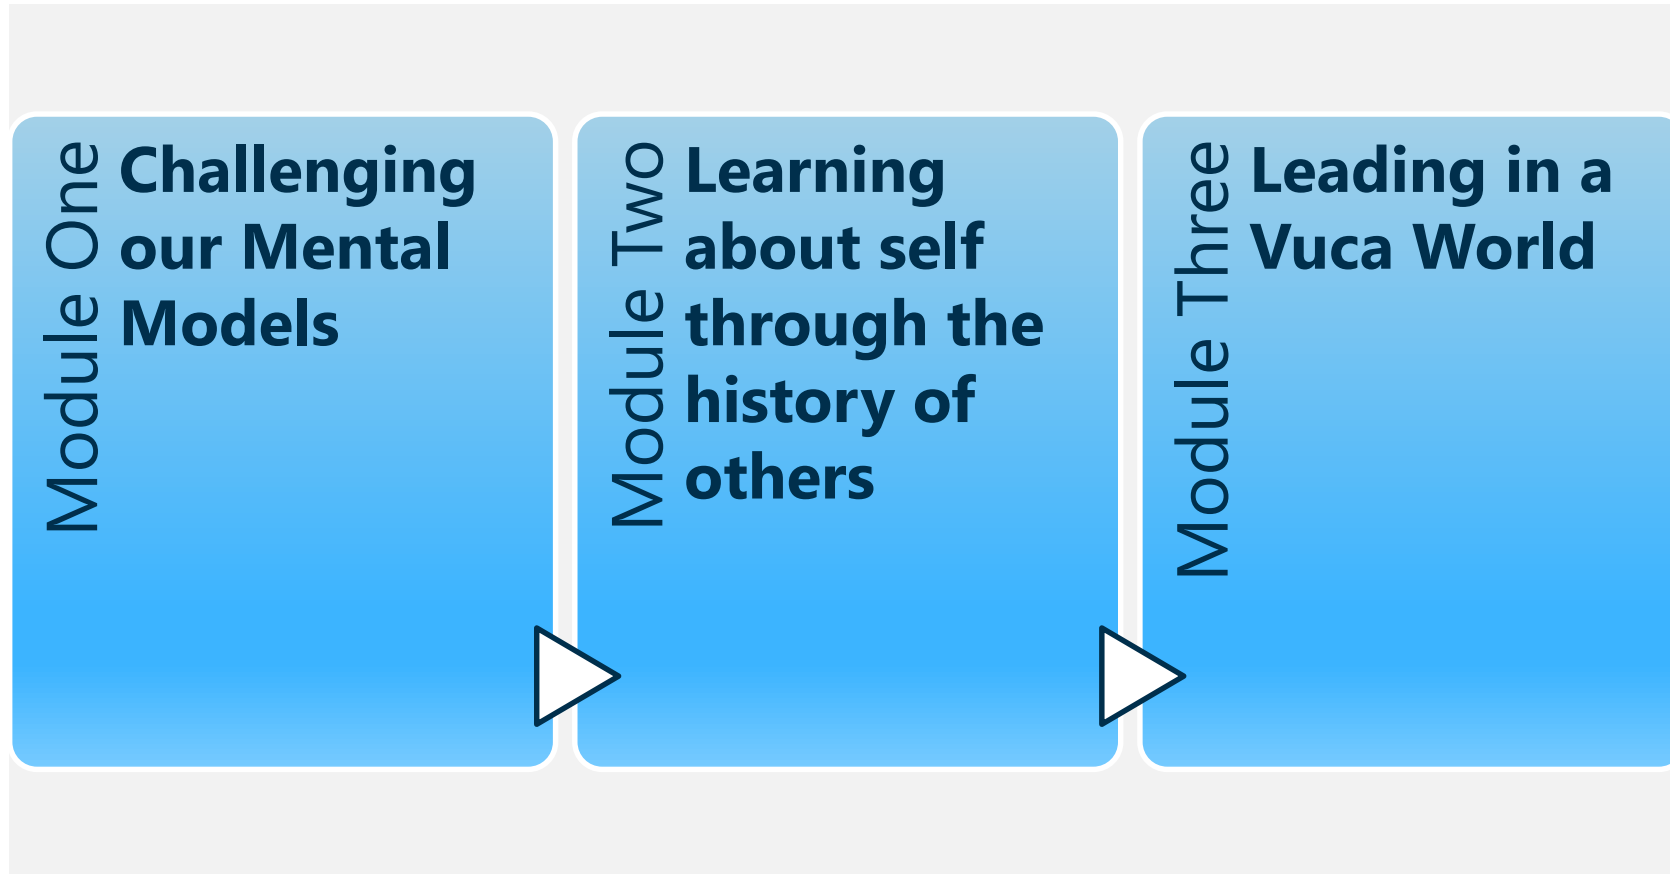 Module One
Challenging
our Mental
Models
Module Two
Learning
about self
through the
history of
others
Module Three
Leading in a
Vuca World